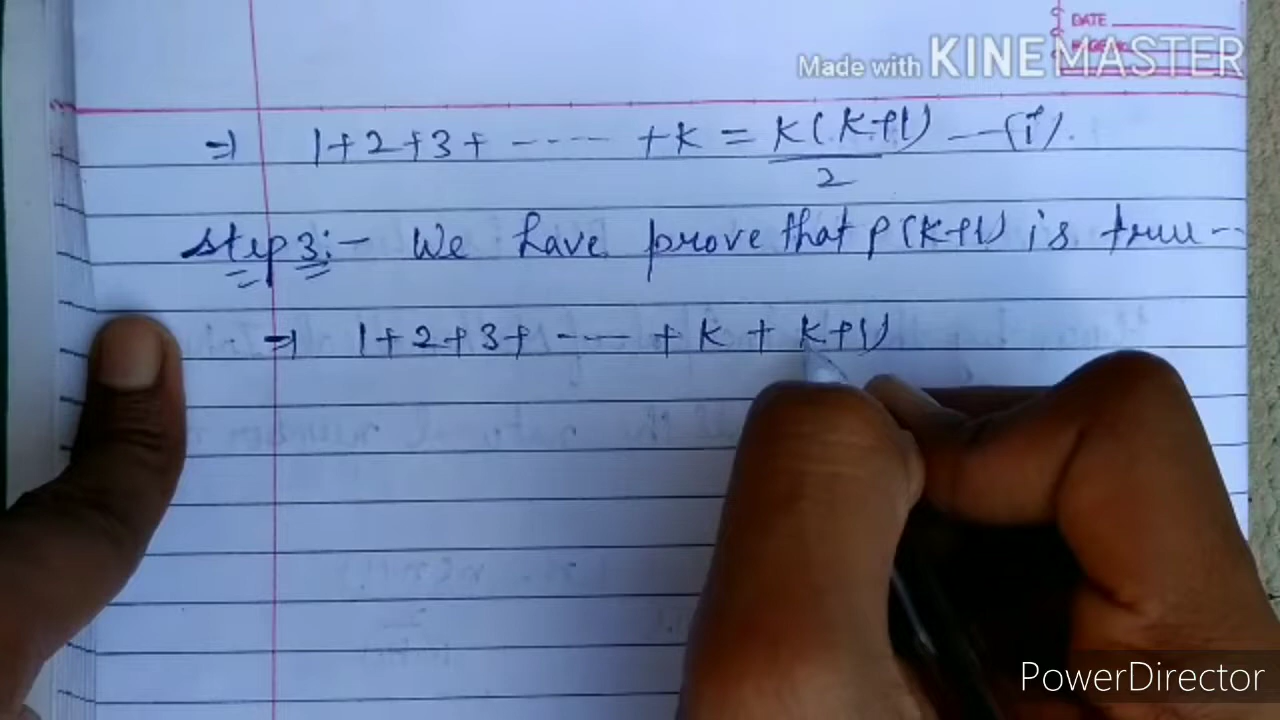 DATE
Made with KINEMASTER
=) 1+2+3+ ---- +k = k(k+1)/2 —(i).
Step 3:- We have prove that P(k+1) is true--
=) 1+2+3+ ---- + k + k+1)
PowerDirector